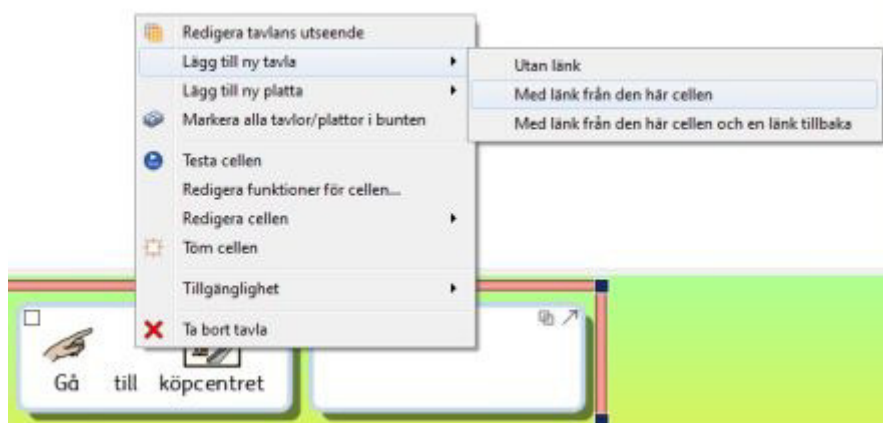 Redigera tavlans utseende
Lägg till ny tavla
Utan länk
Lägg till ny platta
Med länk från den här cellen
Markera alla tavlor/plattor i bunten
Med länk från den här cellen och en länk tillbaka
Testa cellen
Redigera funktioner för cellen...
Redigera cellen
Töm cellen
Tillgänglighet
Ta bort tavla
Gå till köpcentret